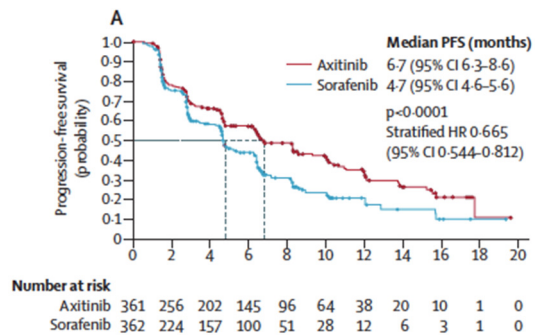 A
Median PFS (months)
Axitinib 6·7 (95% CI 6·3–8·6)
Sorafenib 4·7 (95% CI 4·6–5·6)
p<0·0001
Stratified HR 0·665
(95% CI 0·544–0·812)
Progression-free survival
(probability)
1·0
0·9
0·8
0·7
0·6
0·5
0·4
0·3
0·2
0·1
0
0 2 4 6 8 10 12 14 16 18 20
Number at risk
Axitinib 361 256 202 145 96 64 38 20 10 1 0
Sorafenib 362 224 157 100 51 28 12 6 3 1 0